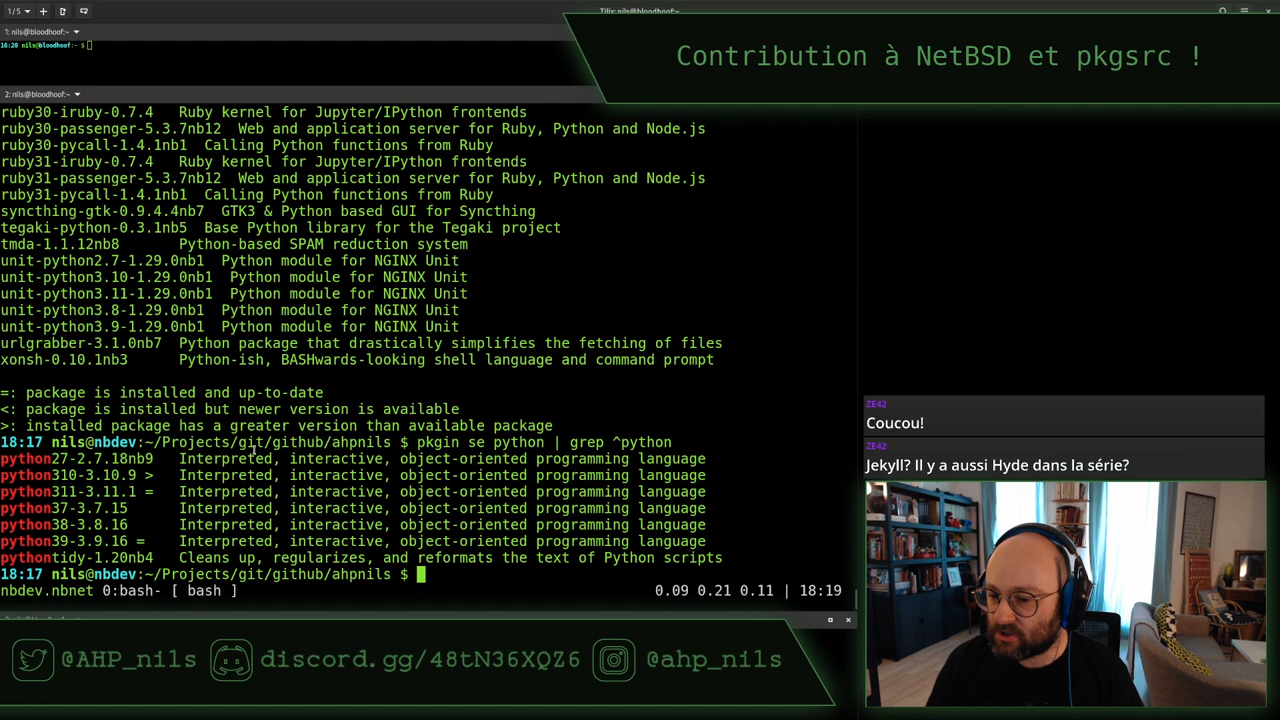 1 / 5
Tilix: nils@bloodhoof:~
1: nils@bloodhoof:~
16:20 nils@bloodhoof:~ $
Contribution à NetBSD et pkgsrc !
2: nils@bloodhoof:~
ruby30-iruby-0.7.4   Ruby kernel for Jupyter/IPython frontends
ruby30-passenger-5.3.7nb12  Web and application server for Ruby, Python and Node.js
ruby30-pycall-1.4.1nb1  Calling Python functions from Ruby
ruby31-iruby-0.7.4   Ruby kernel for Jupyter/IPython frontends
ruby31-passenger-5.3.7nb12  Web and application server for Ruby, Python and Node.js
ruby31-pycall-1.4.1nb1  Calling Python functions from Ruby
syncthing-gtk-0.9.4.4nb7  GTK3 & Python based GUI for Syncthing
tegaki-python-0.3.1nb5  Base Python library for the Tegaki project
tmda-1.1.12nb8       Python-based SPAM reduction system
unit-python2.7-1.29.0nb1  Python module for NGINX Unit
unit-python3.10-1.29.0nb1  Python module for NGINX Unit
unit-python3.11-1.29.0nb1  Python module for NGINX Unit
unit-python3.8-1.29.0nb1  Python module for NGINX Unit
unit-python3.9-1.29.0nb1  Python module for NGINX Unit
urlgrabber-3.1.0nb7  Python package that drastically simplifies the fetching of files
xonsh-0.10.1nb3      Python-ish, BASHwards-looking shell language and command prompt
=: package is installed and up-to-date
<: package is installed but newer version is available
>: installed package has a greater version than available package
18:17 nils@nbdev:~/Projects/git/github/ahpnils $ pkgin se python | grep ^python
python27-2.7.18nb9   Interpreted, interactive, object-oriented programming language
python310-3.10.9 >   Interpreted, interactive, object-oriented programming language
python311-3.11.1 =   Interpreted, interactive, object-oriented programming language
python37-3.7.15      Interpreted, interactive, object-oriented programming language
python38-3.8.16      Interpreted, interactive, object-oriented programming language
python39-3.9.16 =    Interpreted, interactive, object-oriented programming language
pythontidy-1.20nb4   Cleans up, regularizes, and reformats the text of Python scripts
18:17 nils@nbdev:~/Projects/git/github/ahpnils $
nbdev.nbnet 0:bash- [ bash ] 0.09 0.21 0.11 | 18:19
ZE42
Coucou!
ZE42
Jekyll? Il y a aussi Hyde dans la série?
@AHP_nils discord.gg/48tN36XQZ6 @ahp_nils